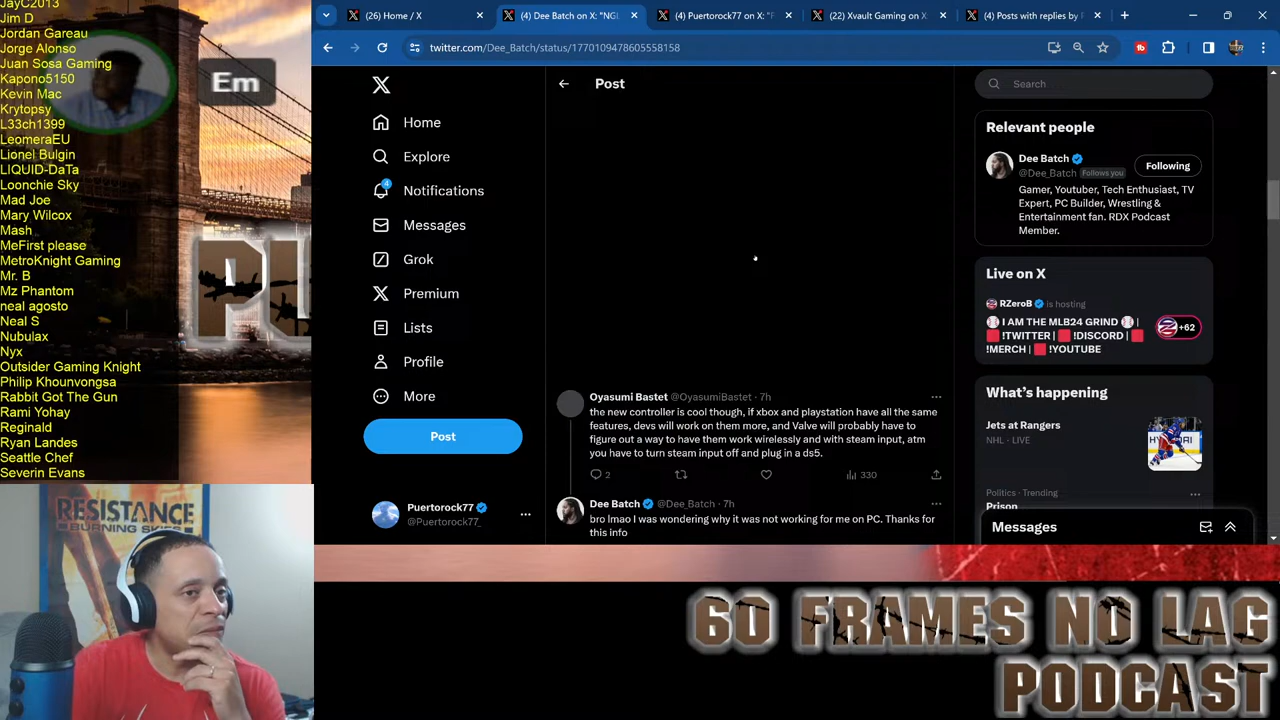 JayC2013
Jim D
Jordan Gareau
Jorge Alonso
Juan Sosa Gaming
Kapono5150
Kevin Mac
Krytopsy
L33ch1399
LeomeraEU
Lionel Bulgin
LIQUID-DaTa
Loonchie Sky
Mad Joe
Mary Wilcox
Mash
MeFirst please
MetroKnight Gaming
Mr. B
Mz Phantom
neal agosto
Neal S
Nubulax
Nyx
Outsider Gaming Knight
Philip Khounvongsa
Rabbit Got The Gun
Rami Yohay
Reginald
Ryan Landes
Seattle Chef
Severin Evans
Em
RESISTANCE
BURNING SKIES
(26) Home / X
(4) Dee Batch on X: "NGL
(4) Puertorock77 on X: "F
(22) Xvault Gaming on X
(4) Posts with replies by
twitter.com/Dee_Batch/status/1770109478605558158
Home
Explore
4
Notifications
Messages
Grok
Premium
Lists
Profile
More
Post
Puertorock77
@Puertorock77_
Post
Oyasumi Bastet @OyasumiBastet · 7h
the new controller is cool though, if xbox and playstation have all the same
features, devs will work on them more, and Valve will probably have to
figure out a way to have them work wirelessly and with steam input, atm
you have to turn steam input off and plug in a ds5.
2
330
Dee Batch @Dee_Batch · 7h
bro lmao I was wondering why it was not working for me on PC. Thanks for
this info
Search
Relevant people
Dee Batch
@Dee_Batch Follows you
Following
Gamer, Youtuber, Tech Enthusiast, TV
Expert, PC Builder, Wrestling &
Entertainment fan. RDX Podcast
Member.
Live on X
RZeroB is hosting
I AM THE MLB24 GRIND |
!TWITTER | !DISCORD |
!MERCH | !YOUTUBE
+62
What's happening
Jets at Rangers
NHL · LIVE
Politics · Trending
Prison
Messages
60 FRAMES NO LAG
PODCAST